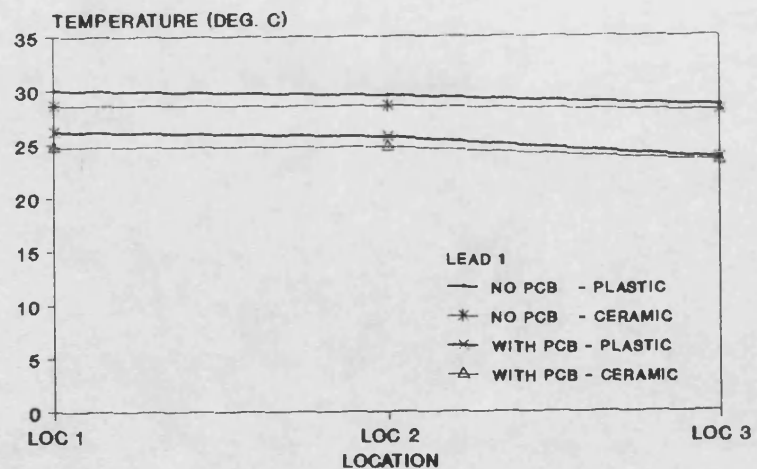 TEMPERATURE (DEG. C)
35
30
25
20
15
10
5
0
LEAD 1
NO PCB - PLASTIC
NO PCB - CERAMIC
WITH PCB - PLASTIC
WITH PCB - CERAMIC
LOC 1 LOC 2 LOC 3
LOCATION